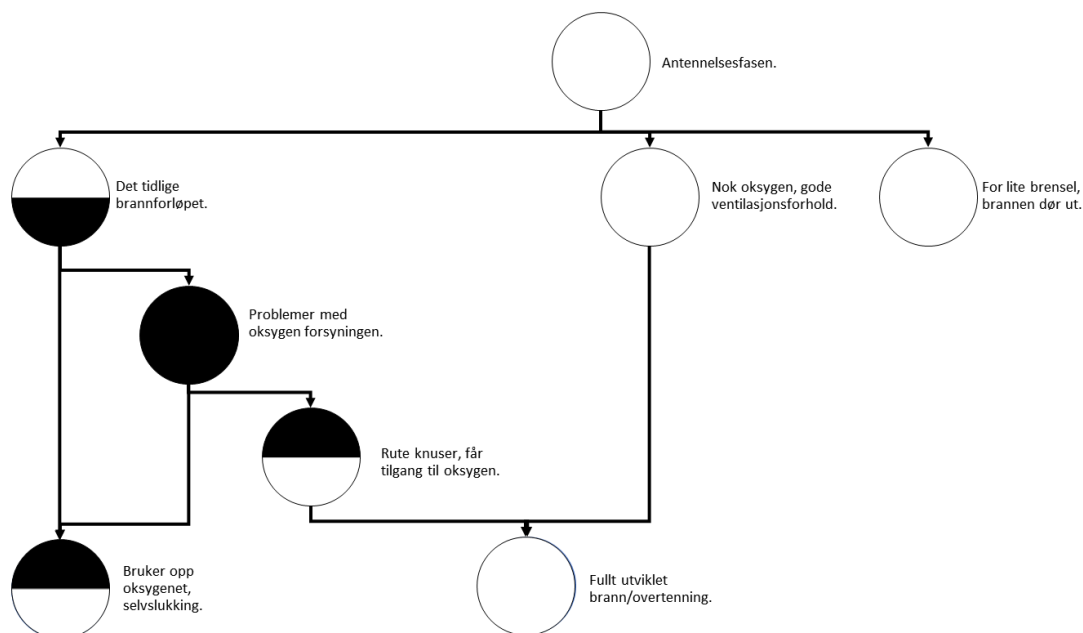 Antennelsesfasen.
Det tidlige
brannforløpet.
Nok oksygen, gode
ventilasjonsforhold.
For lite brensel,
brannen dør ut.
Problemer med
oksygen forsyningen.
Rute knuser, får
tilgang til oksygen.
Bruker opp
oksygenet,
selvslukking.
Fullt utviklet
brann/overtenning.